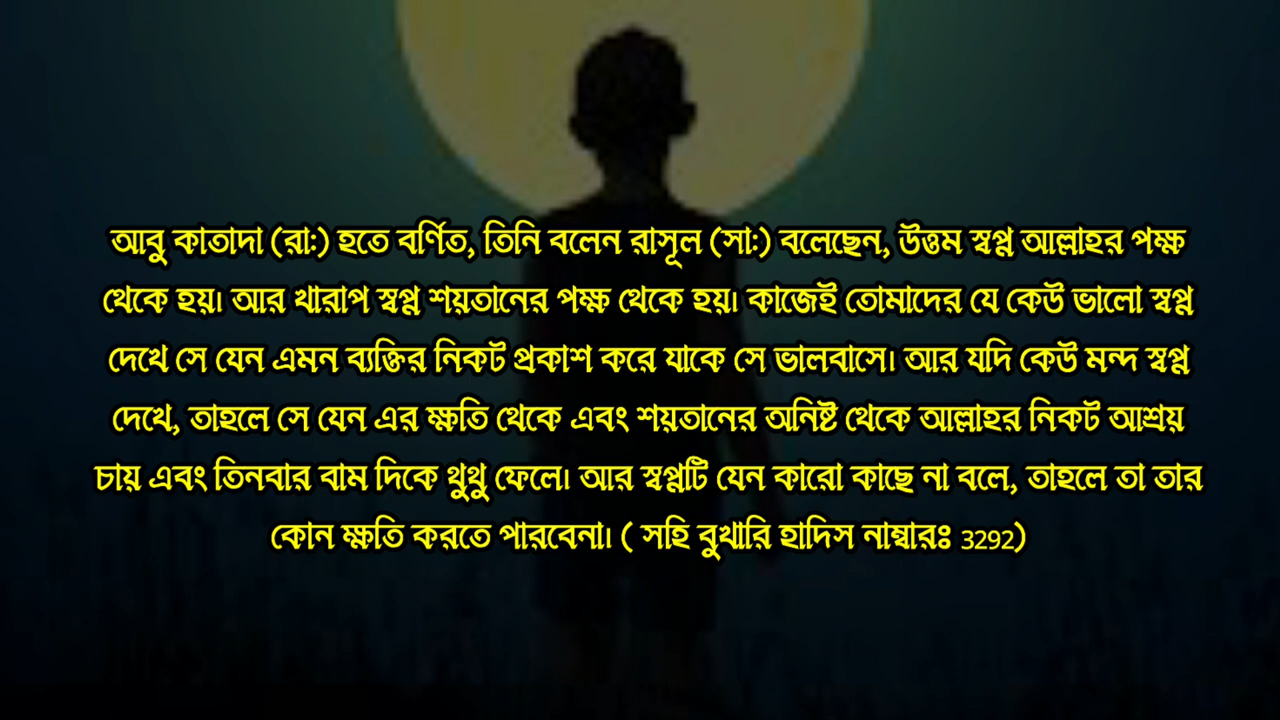 আবু কাতাদা (রা:) হতে বর্ণিত, তিনি বলেন রাসূল (সা:) বলেছেন, উত্তম স্বপ্ন আল্লাহর পক্ষ
থেকে হয়। আর খারাপ স্বপ্ন শয়তানের পক্ষ থেকে হয়। কাজেই তোমাদের যে কেউ ভালো স্বপ্ন
দেখে সে যেন এমন ব্যক্তির নিকট প্রকাশ করে যাকে সে ভালবাসে। আর যদি কেউ মন্দ স্বপ্ন
দেখে, তাহলে সে যেন এর ক্ষতি থেকে এবং শয়তানের অনিষ্ট থেকে আল্লাহর নিকট আশ্রয়
চায় এবং তিনবার বাম দিকে থুথু ফেলে। আর স্বপ্নটি যেন কারো কাছে না বলে, তাহলে তা তার
কোন ক্ষতি করতে পারবেনা। ( সহি বুখারি হাদিস নাম্বারঃ 3292)